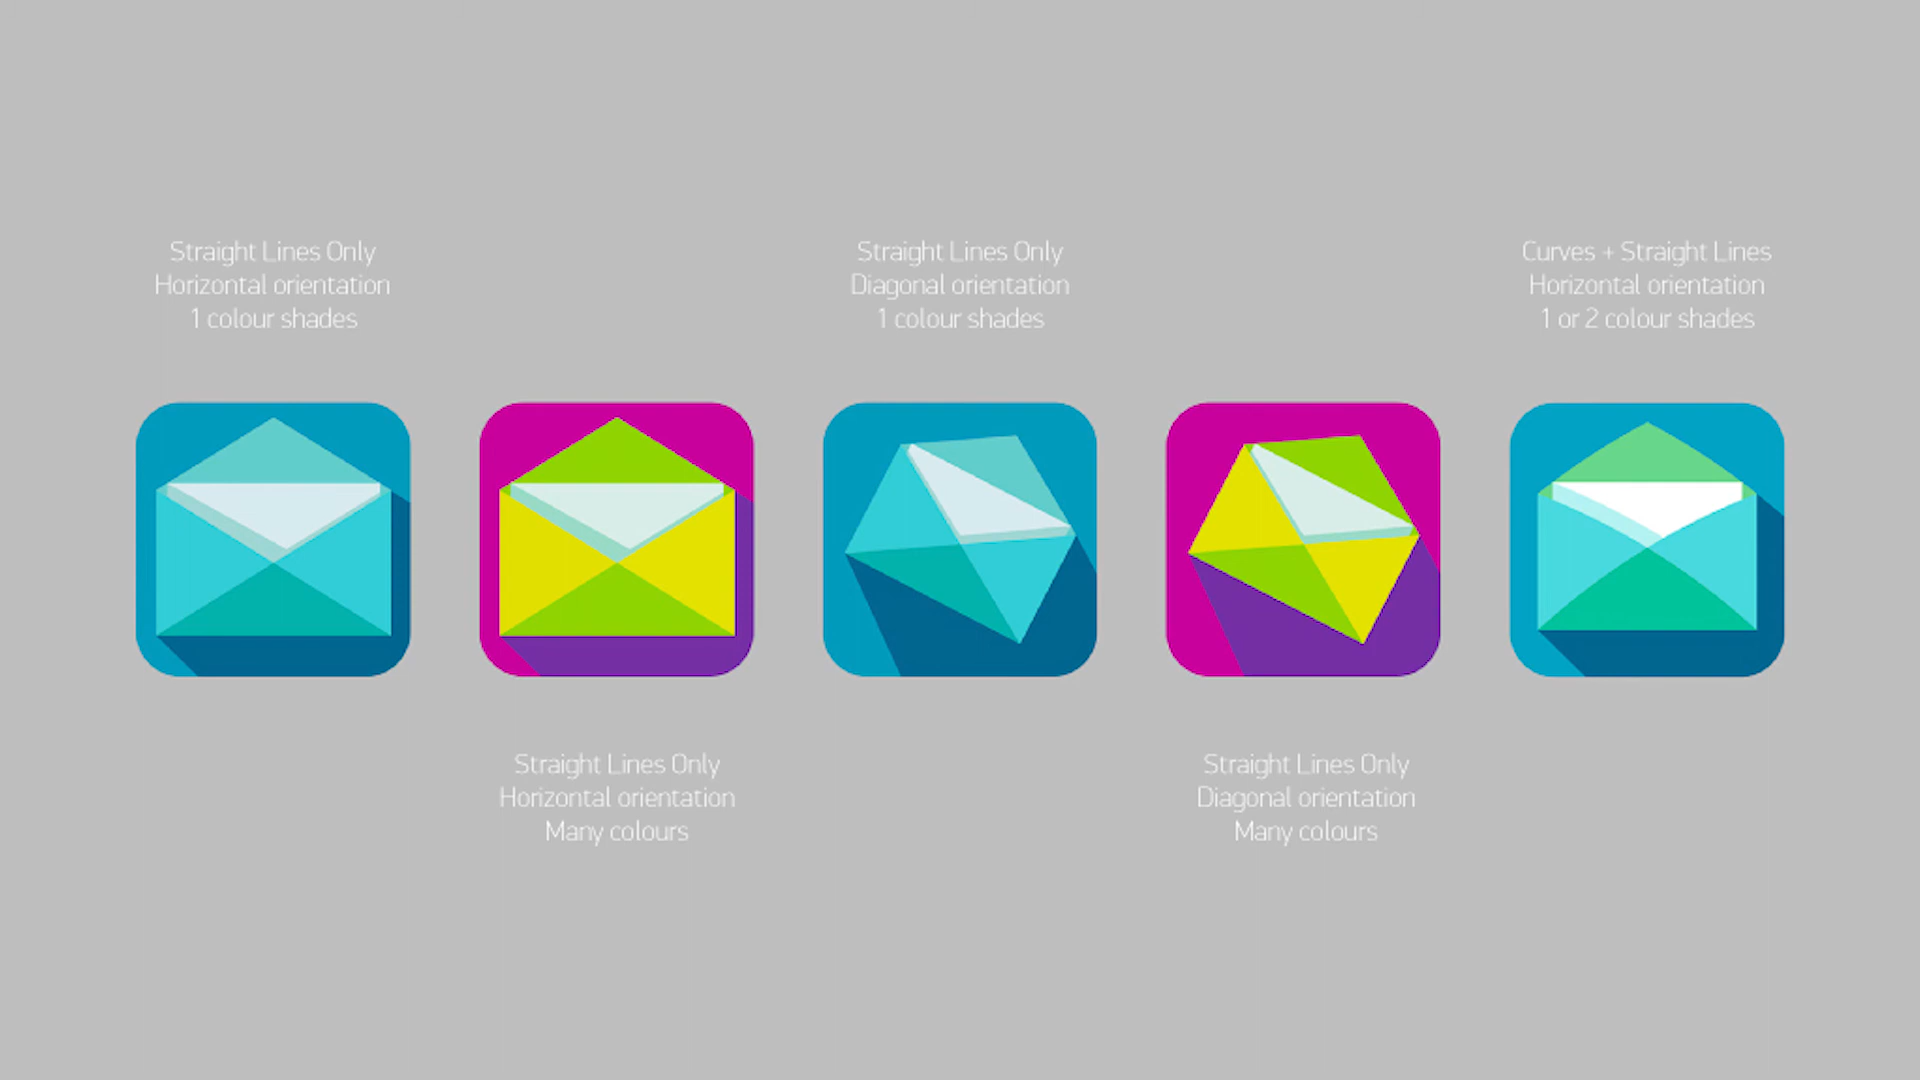 Straight Lines Only
Horizontal orientation
1 colour shades
Straight Lines Only
Diagonal orientation
1 colour shades
Curves + Straight Lines
Horizontal orientation
1 or 2 colour shades
Straight Lines Only
Horizontal orientation
Many colours
Straight Lines Only
Diagonal orientation
Many colours